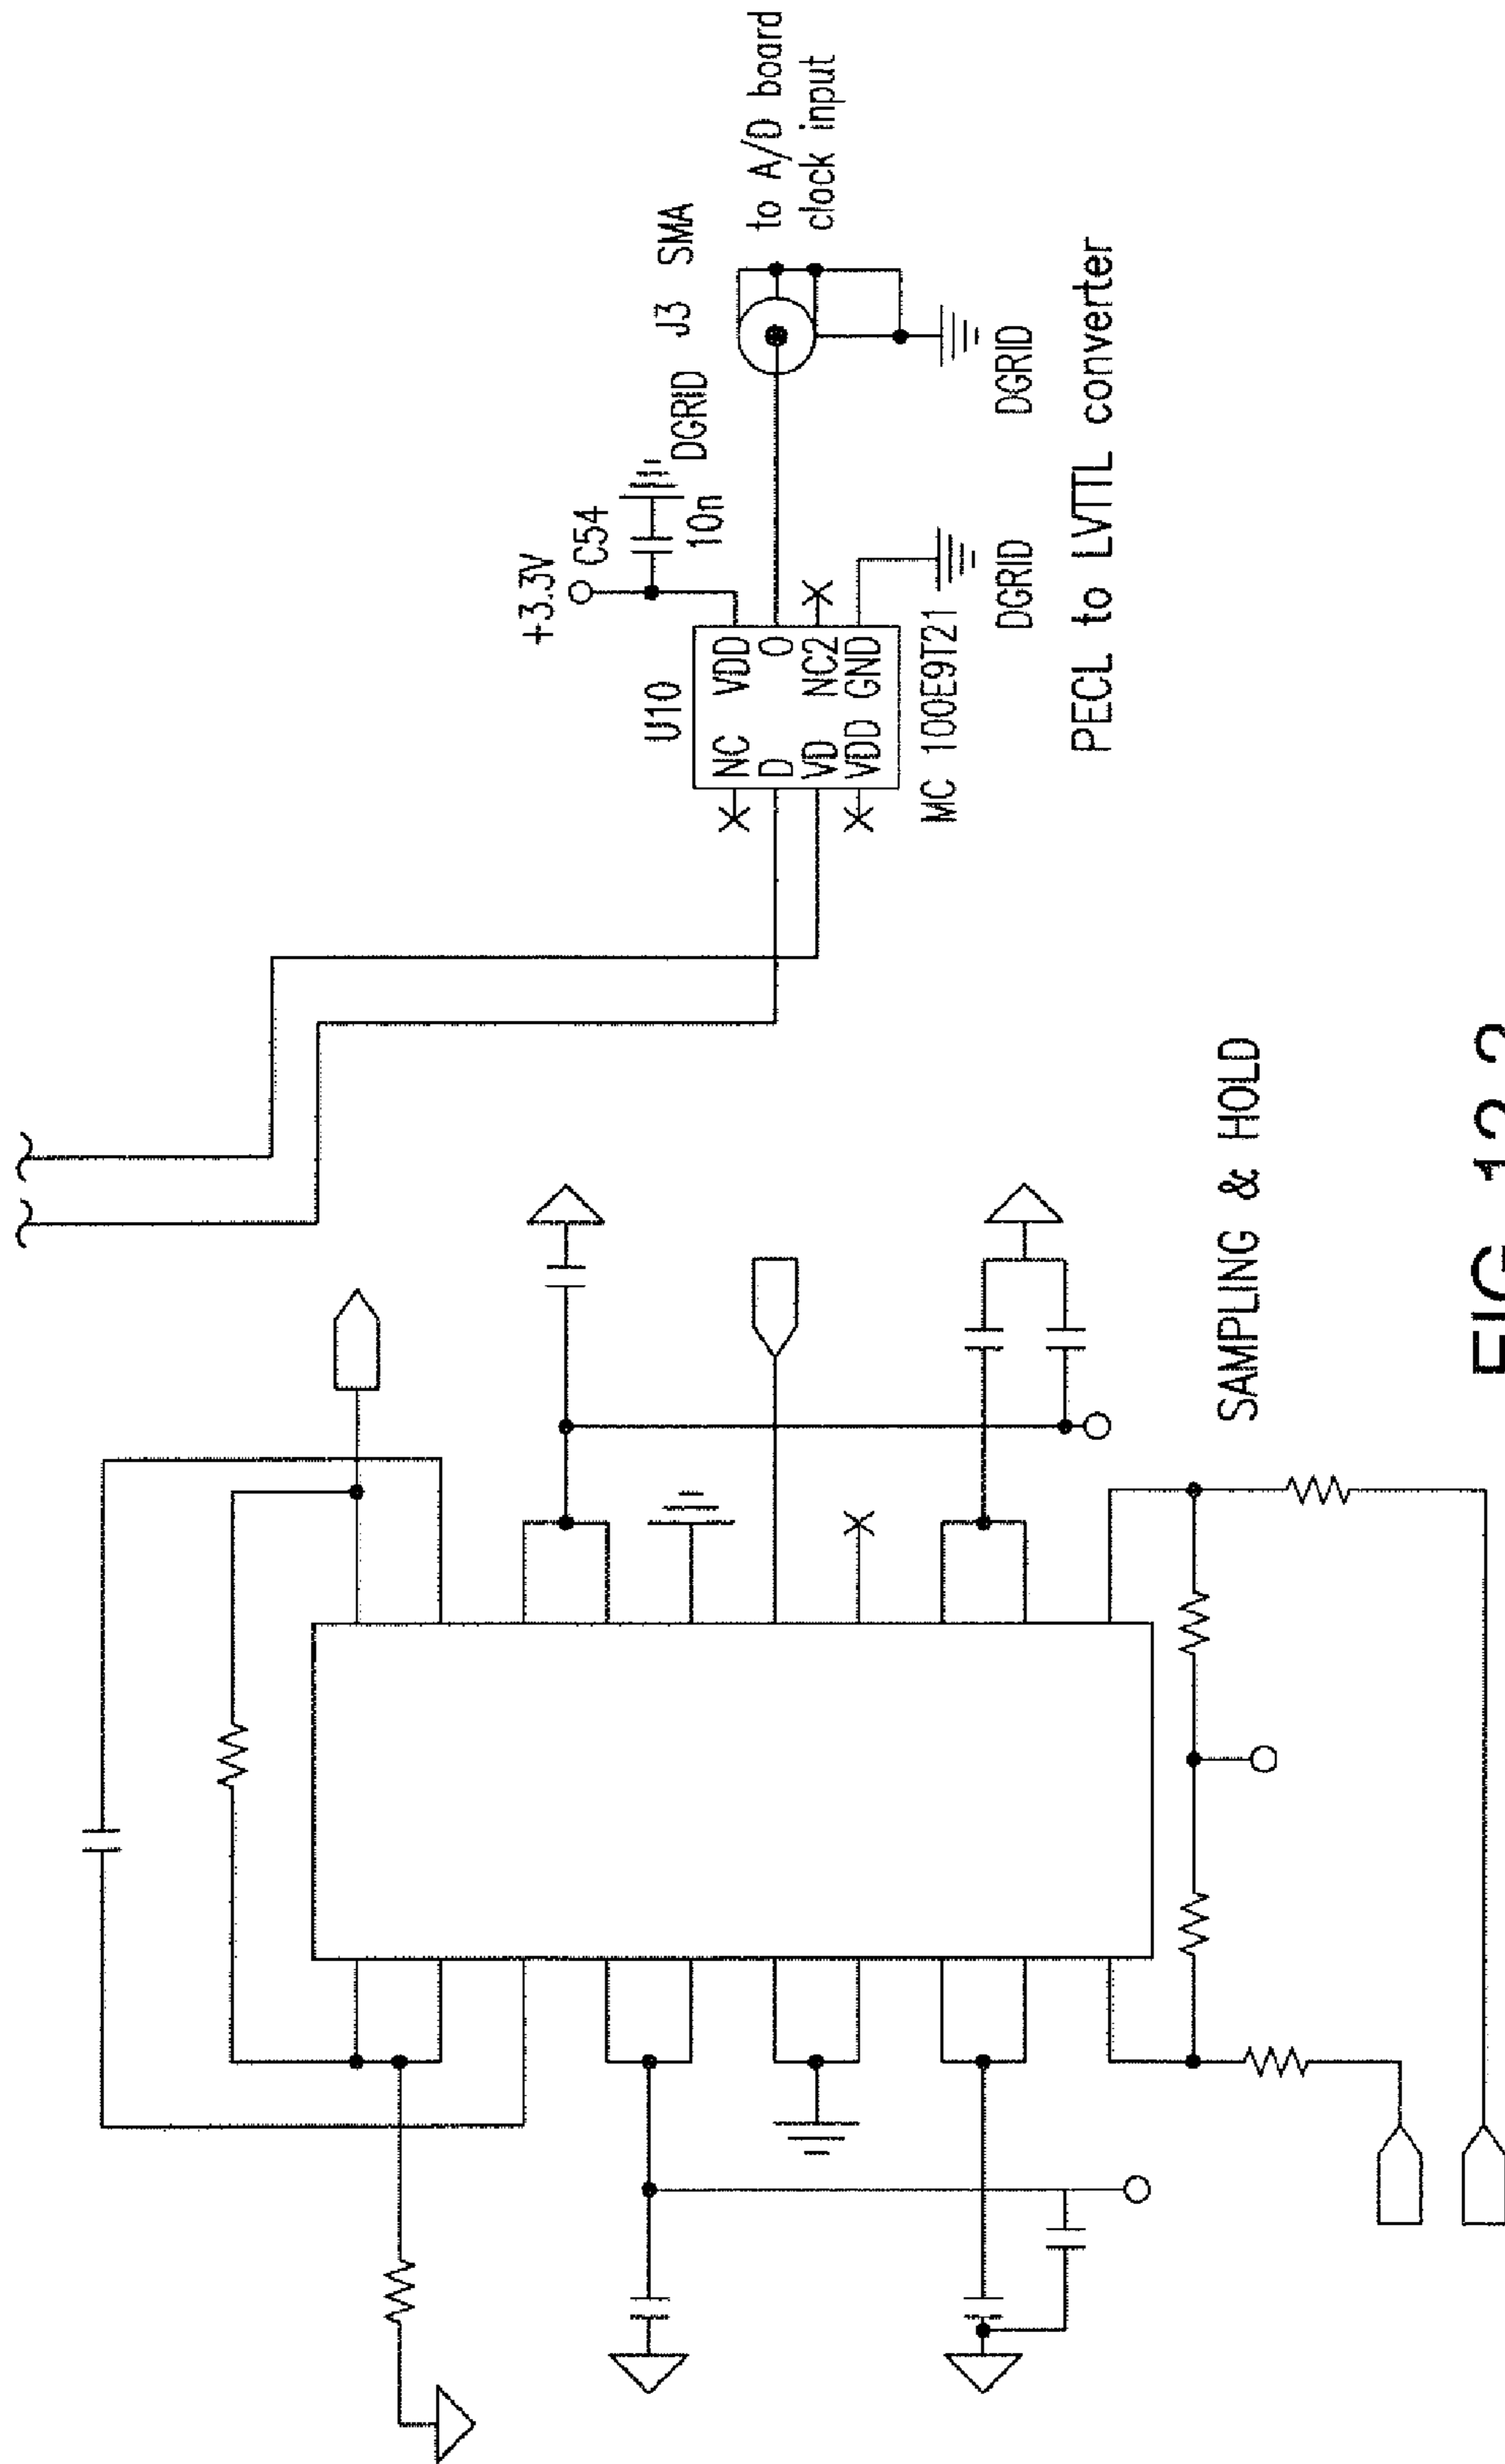 +3.3V
C54
10n
DGRID
U10
J3 SMA
NC VDD
D O
VD NC2
VDD GND
to A/D board
clock input
MC 100E9T21
DGRID
DGRID
PECL to LVTTL converter
SAMPLING & HOLD
FIG